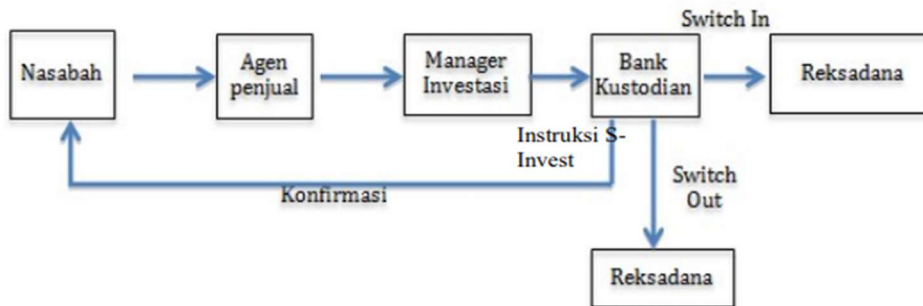 Switch In
Nasabah
Agen
penjual
Manager
Investasi
Bank
Kustodian
Reksadana
Instruksi S-
Invest
Konfirmasi
Switch
Out
Reksadana